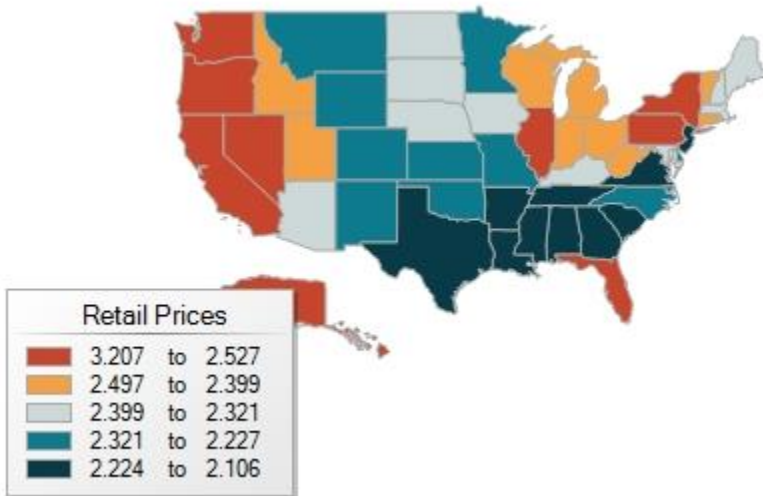 Retail Prices
3.207 to 2.527
2.497 to 2.399
2.399 to 2.321
2.321 to 2.227
2.224 to 2.106